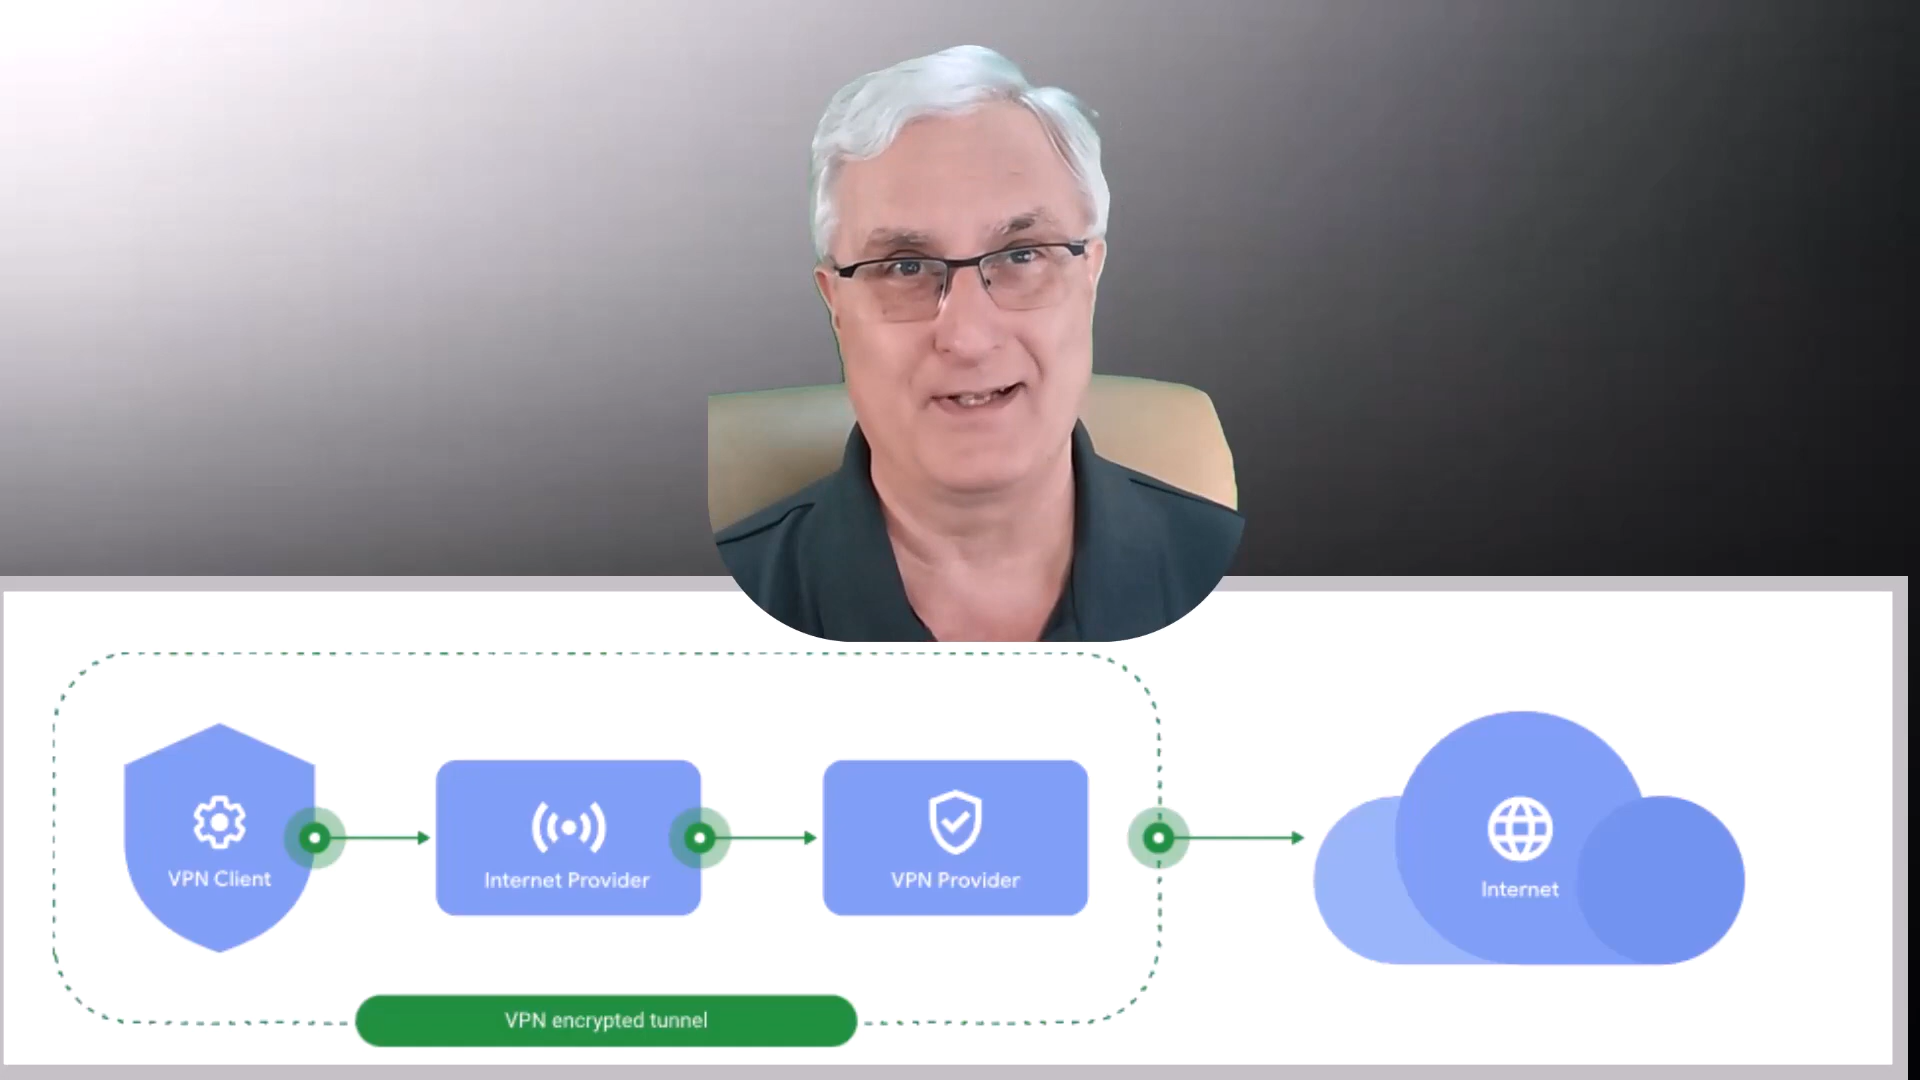 VPN Client
Internet Provider
VPN Provider
Internet
VPN encrypted tunnel